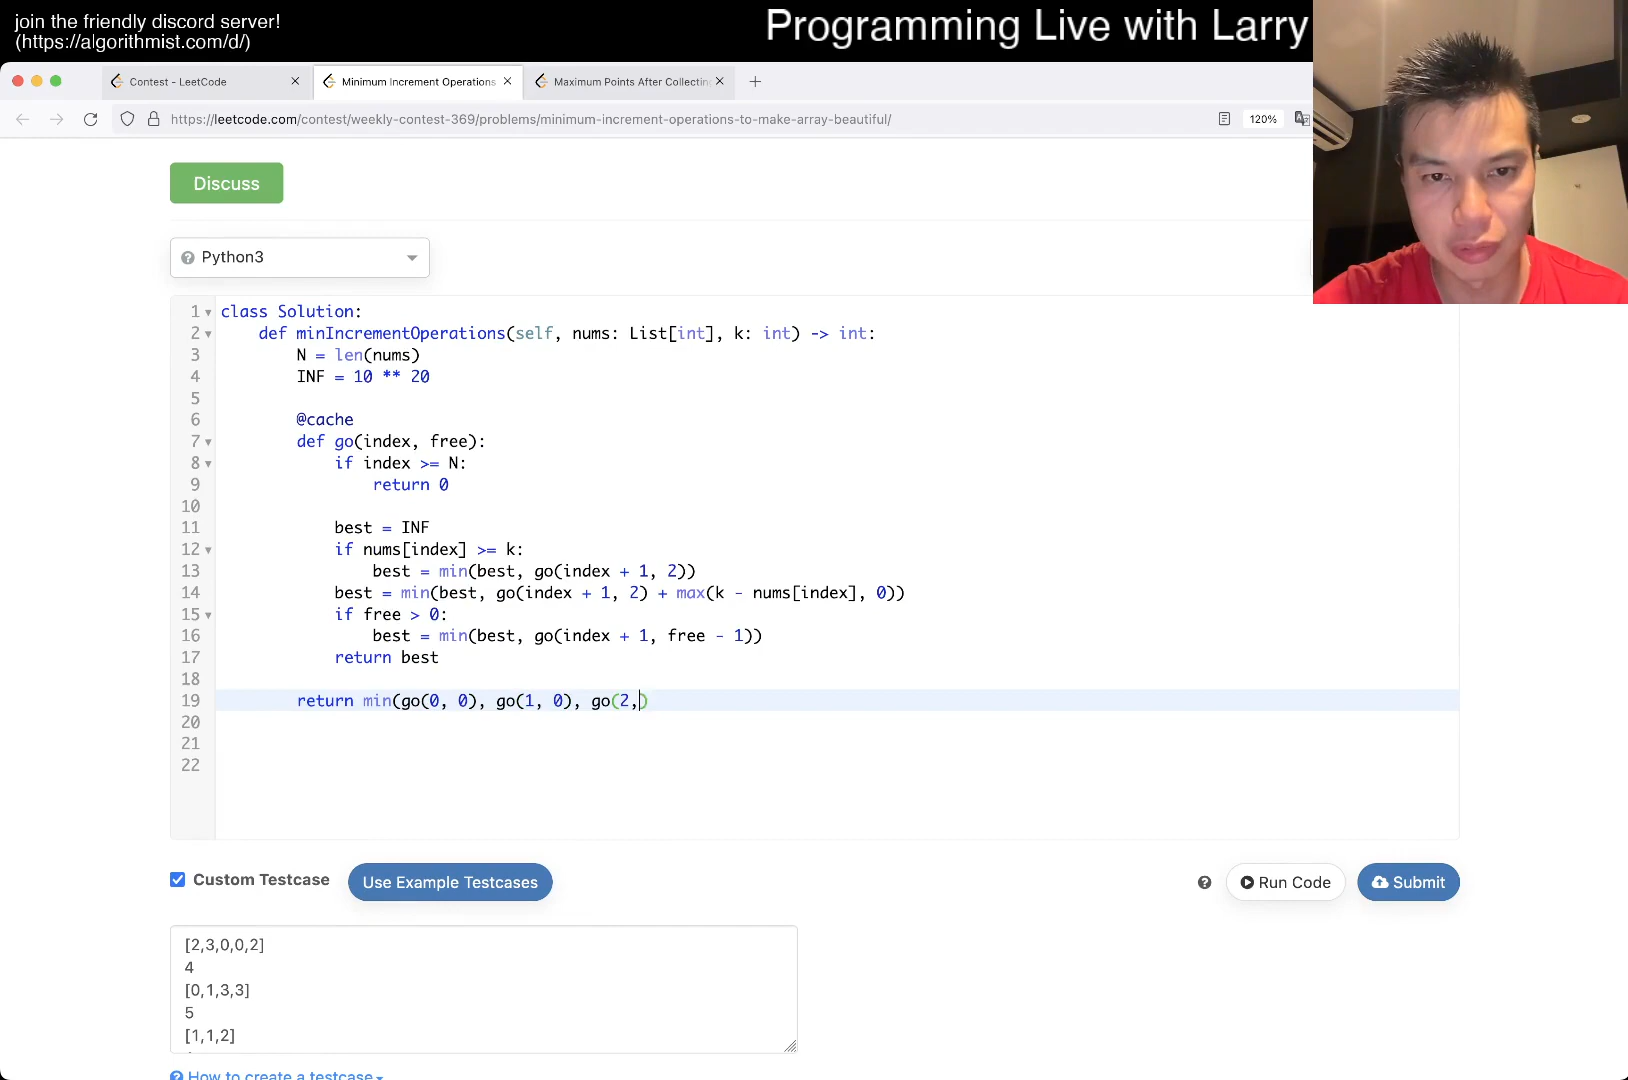 join the friendly discord server!
(https://algorithmist.com/d/)
Programming Live with Larry
Contest - LeetCode
Minimum Increment Operations
Maximum Points After Collectin
https://leetcode.com/contest/weekly-contest-369/problems/minimum-increment-operations-to-make-array-beautiful/
120%
Discuss
Python3
1 class Solution:
2     def minIncrementOperations(self, nums: List[int], k: int) -> int:
3         N = len(nums)
4         INF = 10 ** 20
5
6         @cache
7         def go(index, free):
8             if index >= N:
9                 return 0
10
11             best = INF
12             if nums[index] >= k:
13                 best = min(best, go(index + 1, 2))
14             best = min(best, go(index + 1, 2) + max(k - nums[index], 0))
15             if free > 0:
16                 best = min(best, go(index + 1, free - 1))
17             return best
18
19         return min(go(0, 0), go(1, 0), go(2,)
20
21
22
Custom Testcase
Use Example Testcases
Run Code
Submit
[2,3,0,0,2]
4
[0,1,3,3]
5
[1,1,2]
How to create a testcase